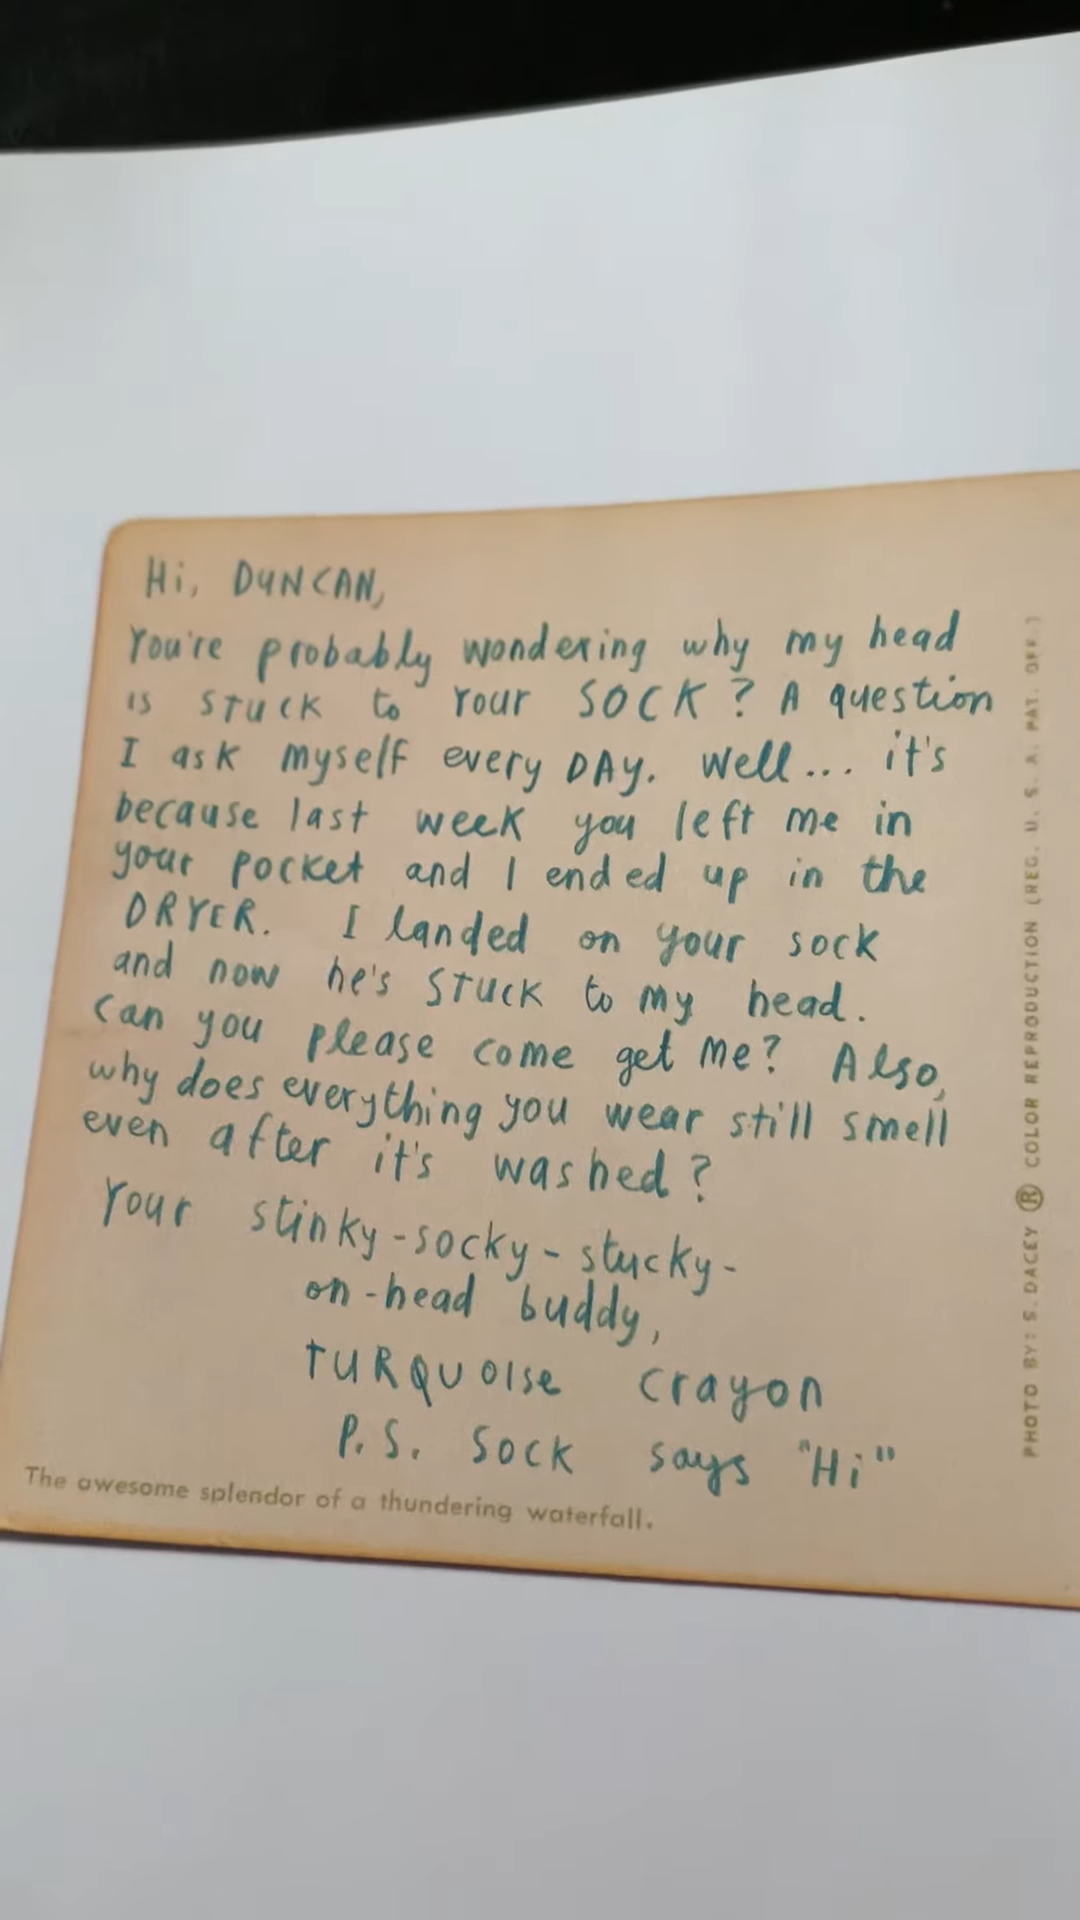 Hi, DUNCAN,
You're probably wondering why my head
is STUCK to Your SOCK? A question
I ask myself every DAY. Well... it's
because last week you left me in
your pocket and I ended up in the
DRYER. I landed on your sock
and now he's STUCK to my head.
Can you please come get me? Also,
why does everything you wear still smell
even after it's washed?
Your stinky-socky-stucky-
on-head buddy,
TURQUOISE crayon
P.S. SOCK says "Hi"
The awesome splendor of a thundering waterfall.
PHOTO BY: S. DACEY ® COLOR REPRODUCTION (REG. U. S. A. PAT. OFF.)